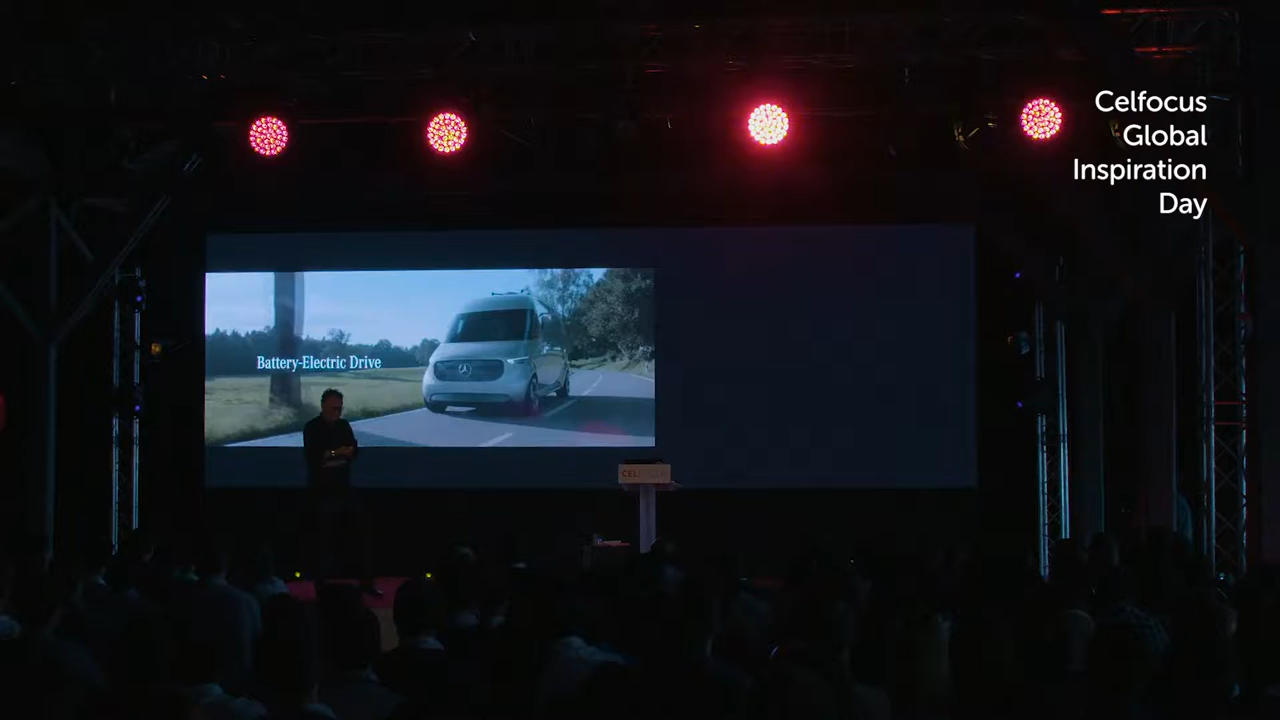 Celfocus
Global
Inspiration
Day
Battery-Electric Drive